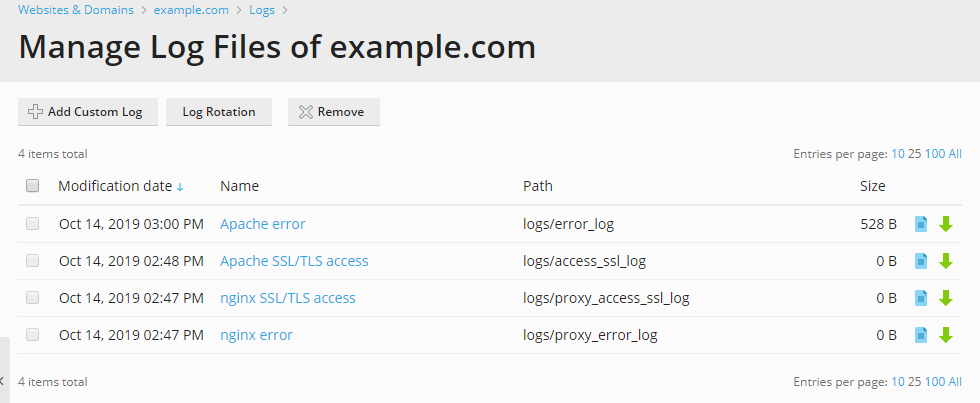 Websites & Domains > example.com > Logs >
Manage Log Files of example.com
Add Custom Log Log Rotation Remove
4 items total Entries per page: 10 25 100 All
Modification date ↓ Name Path Size
Oct 14, 2019 03:00 PM Apache error logs/error_log 528 B
Oct 14, 2019 02:48 PM Apache SSL/TLS access logs/access_ssl_log 0 B
Oct 14, 2019 02:47 PM nginx SSL/TLS access logs/proxy_access_ssl_log 0 B
Oct 14, 2019 02:47 PM nginx error logs/proxy_error_log 0 B
4 items total Entries per page: 10 25 100 All